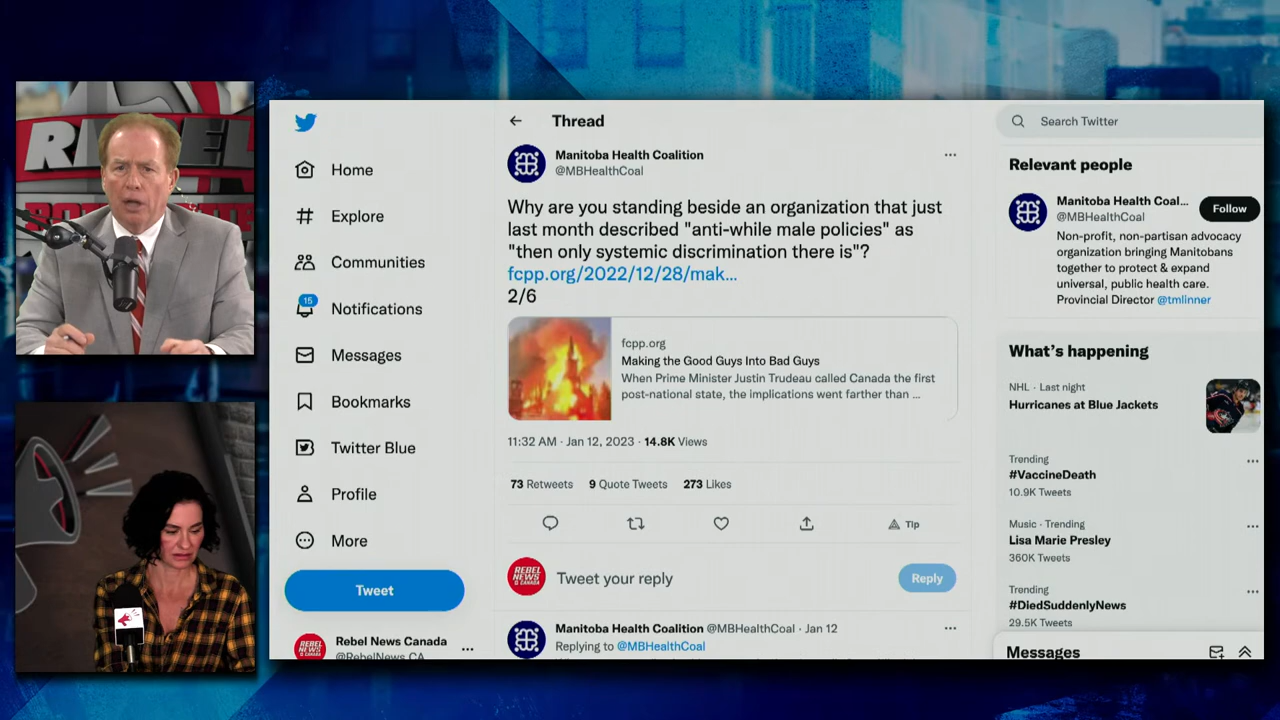 REBEL
Thread
Search Twitter
Home
Explore
Communities
15
Notifications
Messages
Bookmarks
Twitter Blue
Profile
More
Tweet
Rebel News Canada
@RebelNews_CA
Manitoba Health Coalition
@MBHealthCoal
Why are you standing beside an organization that just
last month described "anti-while male policies" as
"then only systemic discrimination there is"?
fcpp.org/2022/12/28/mak...
2/6
fcpp.org
Making the Good Guys Into Bad Guys
When Prime Minister Justin Trudeau called Canada the first
post-national state, the implications went farther than ...
11:32 AM · Jan 12, 2023 · 14.8K Views
73 Retweets 9 Quote Tweets 273 Likes
Tip
REBEL
NEWS
Tweet your reply
Reply
Manitoba Health Coalition @MBHealthCoal · Jan 12
Replying to @MBHealthCoal
Relevant people
Manitoba Health Coal...
@MBHealthCoal
Follow
Non-profit, non-partisan advocacy
organization bringing Manitobans
together to protect & expand
universal, public health care.
Provincial Director @tmlinner
What's happening
NHL · Last night
Hurricanes at Blue Jackets
Trending
#VaccineDeath
10.9K Tweets
Music · Trending
Lisa Marie Presley
360K Tweets
Trending
#DiedSuddenlyNews
29.5K Tweets
Messages